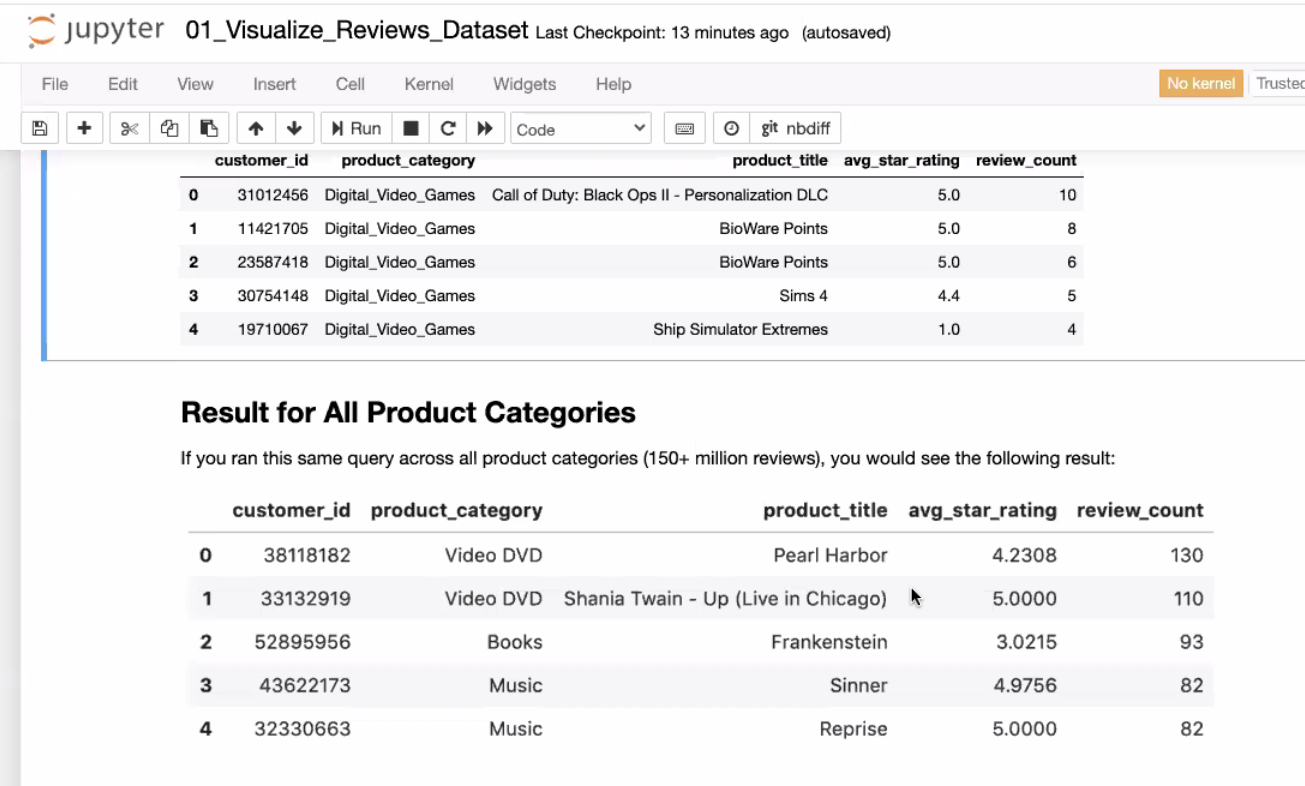 jupyter 01_Visualize_Reviews_Dataset Last Checkpoint: 13 minutes ago (autosaved)
File Edit View Insert Cell Kernel Widgets Help No kernel Trusted
Run Code git nbdiff
customer_id product_category product_title avg_star_rating review_count
0 31012456 Digital_Video_Games Call of Duty: Black Ops II - Personalization DLC 5.0 10
1 11421705 Digital_Video_Games BioWare Points 5.0 8
2 23587418 Digital_Video_Games BioWare Points 5.0 6
3 30754148 Digital_Video_Games Sims 4 4.4 5
4 19710067 Digital_Video_Games Ship Simulator Extremes 1.0 4
Result for All Product Categories
If you ran this same query across all product categories (150+ million reviews), you would see the following result:
customer_id product_category product_title avg_star_rating review_count
0 38118182 Video DVD Pearl Harbor 4.2308 130
1 33132919 Video DVD Shania Twain - Up (Live in Chicago) 5.0000 110
2 52895956 Books Frankenstein 3.0215 93
3 43622173 Music Sinner 4.9756 82
4 32330663 Music Reprise 5.0000 82